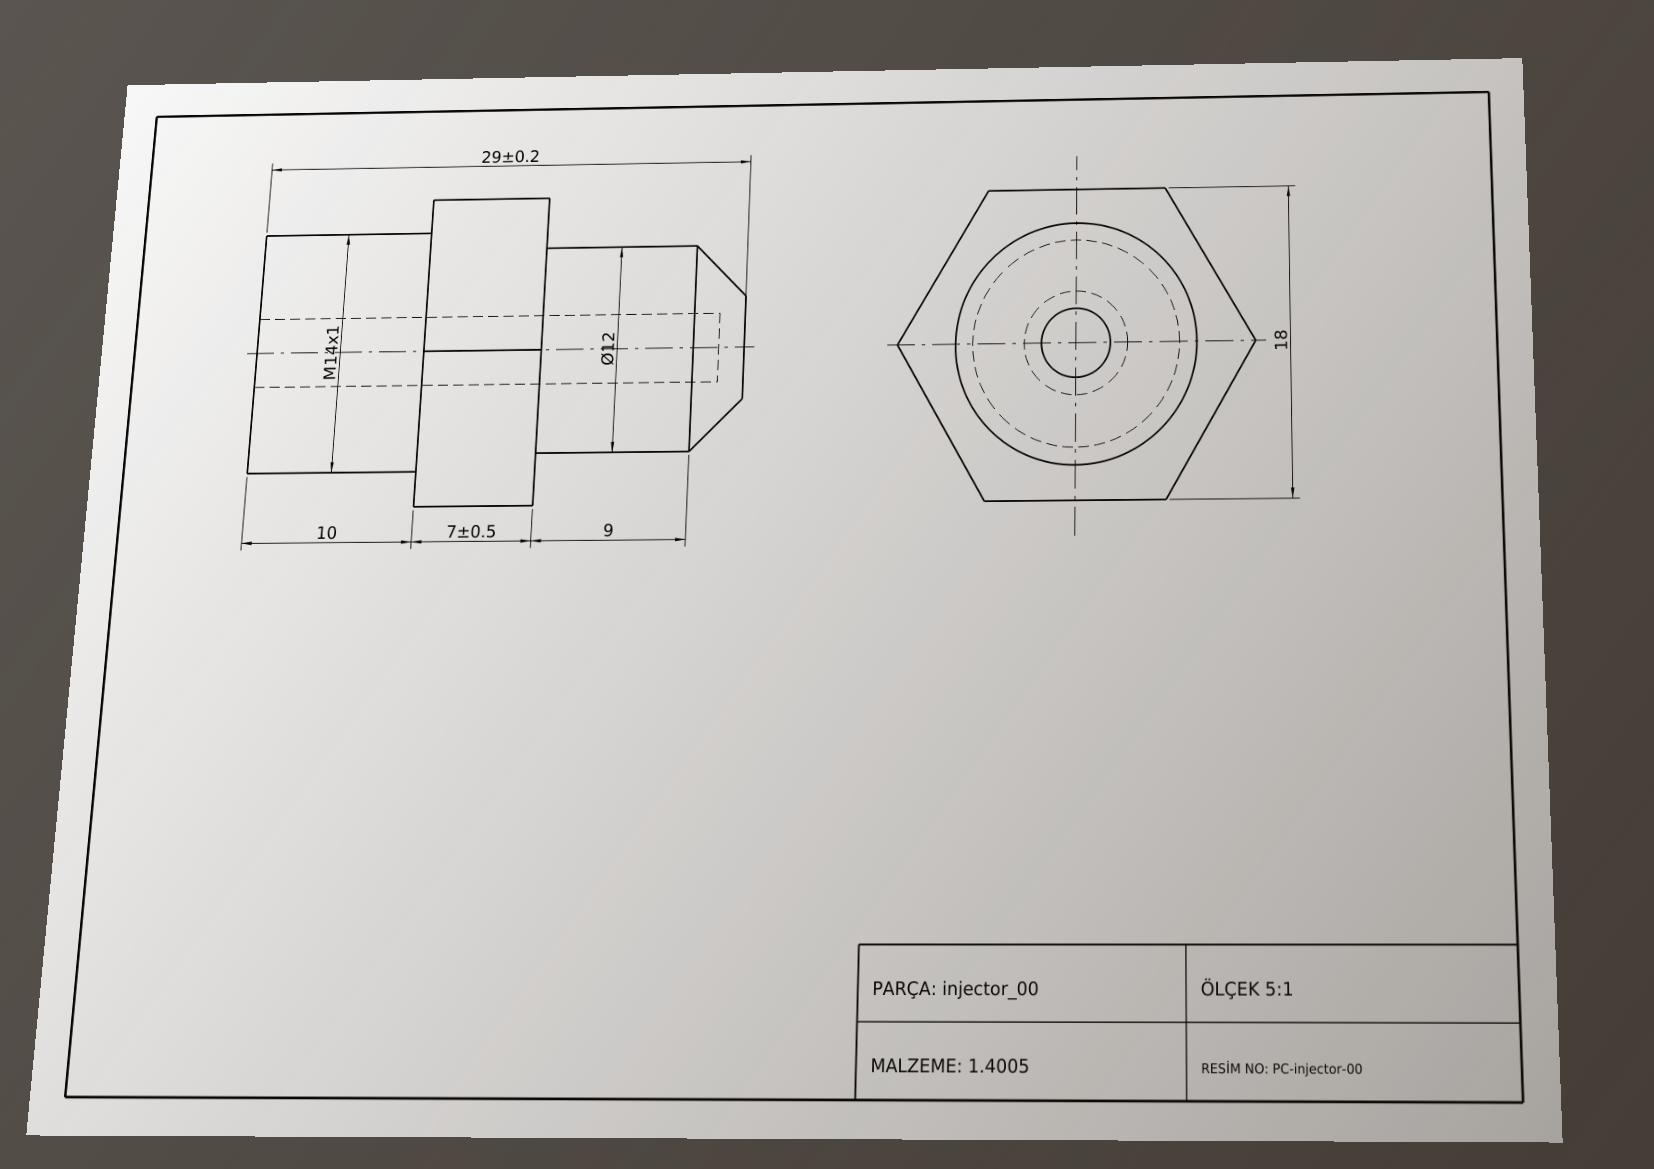 29±0.2
M14x1
Ø12
18
10
7±0.5
9
PARÇA: injector_00
ÖLÇEK 5:1
MALZEME: 1.4005
RESİM NO: PC-injector-00